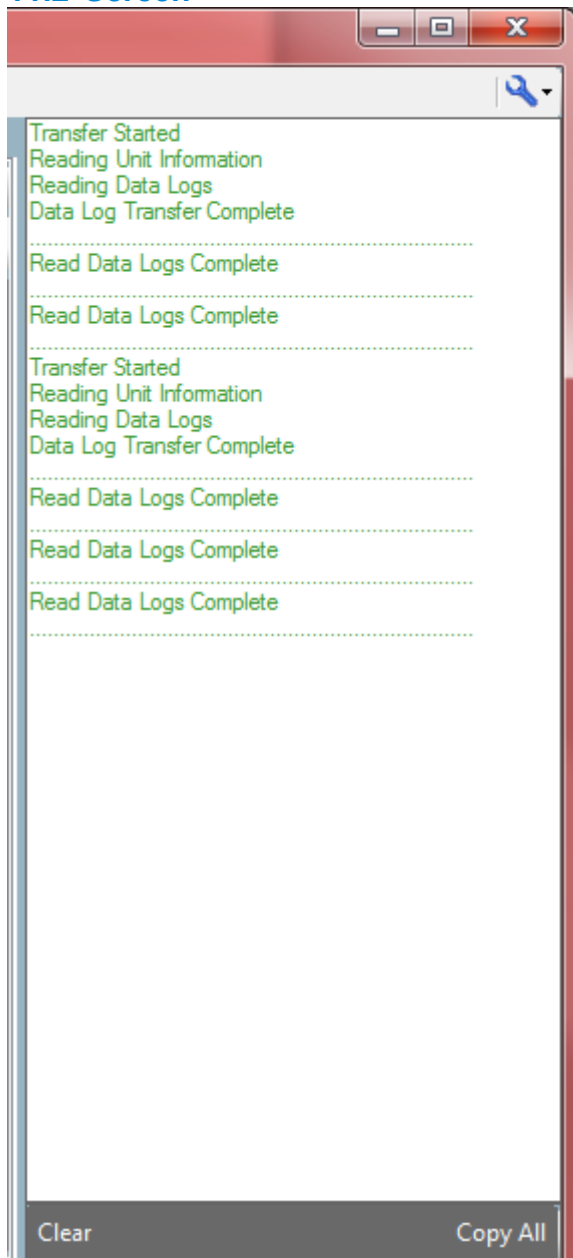 Screen
Transfer Started
Reading Unit Information
Reading Data Logs
Data Log Transfer Complete
Read Data Logs Complete
Read Data Logs Complete
Transfer Started
Reading Unit Information
Reading Data Logs
Data Log Transfer Complete
Read Data Logs Complete
Read Data Logs Complete
Read Data Logs Complete
Clear Copy All